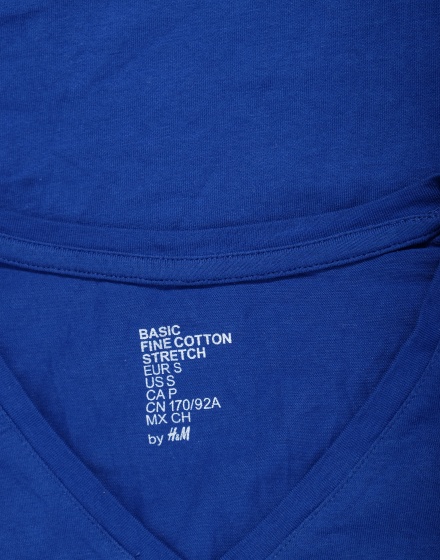 BASIC
FINE COTTON
STRETCH
EUR S
US S
CA P
CN 170/92A
MX CH
by H&M